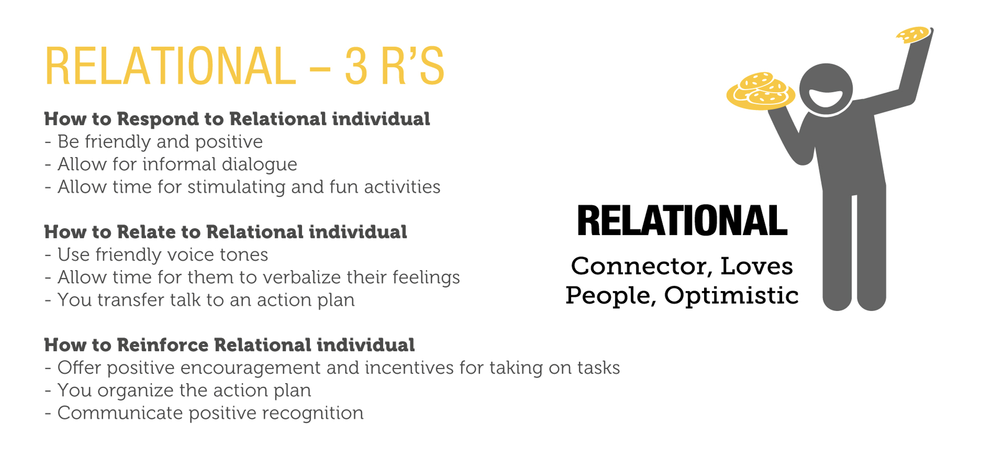 RELATIONAL – 3 R’S
How to Respond to Relational individual
- Be friendly and positive
- Allow for informal dialogue
- Allow time for stimulating and fun activities
How to Relate to Relational individual
- Use friendly voice tones
- Allow time for them to verbalize their feelings
- You transfer talk to an action plan
How to Reinforce Relational individual
- Offer positive encouragement and incentives for taking on tasks
- You organize the action plan
- Communicate positive recognition
RELATIONAL
Connector, Loves
People, Optimistic